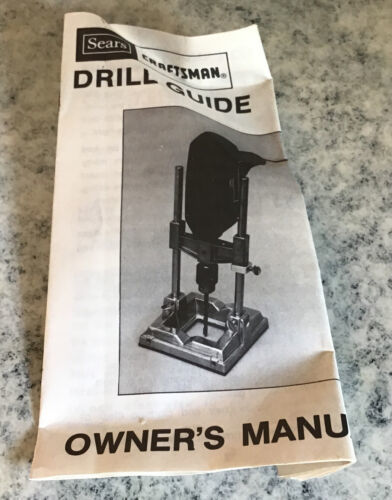 Sears
CRAFTSMAN®
DRILL GUIDE
OWNER'S MANU